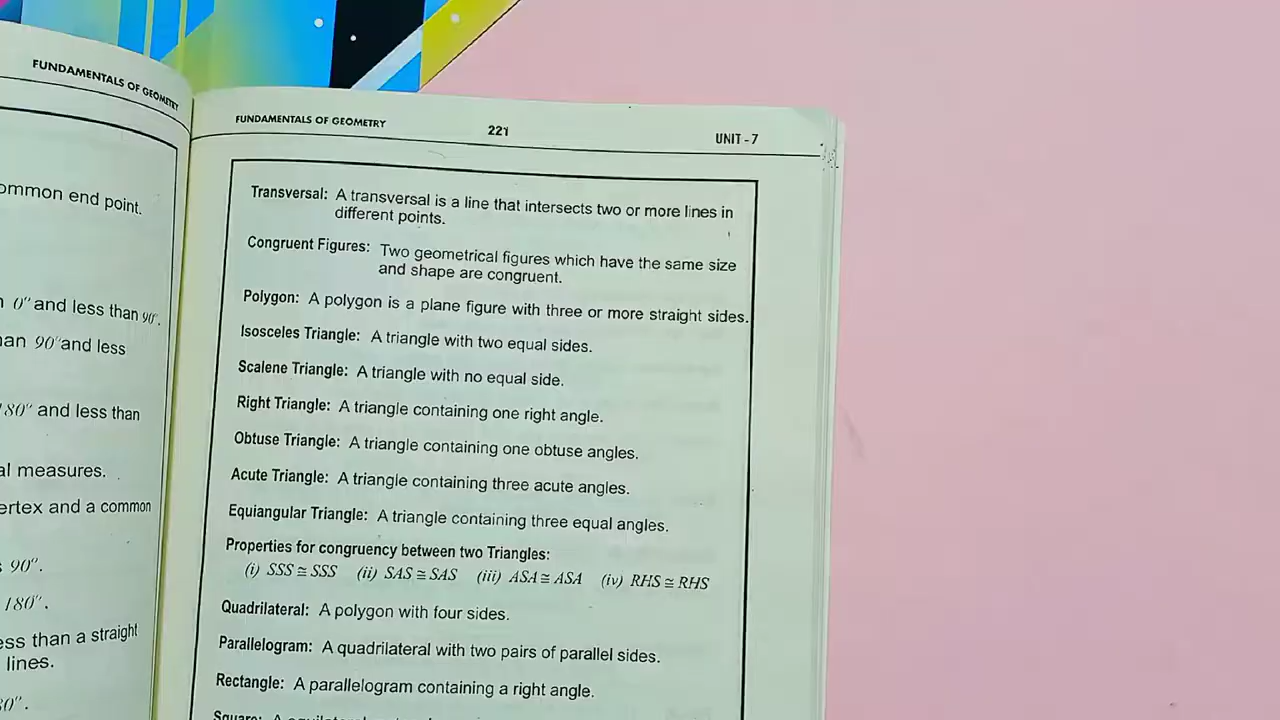 FUNDAMENTALS OF GEOMETRY
ommon end point.
0° and less than 90°.
an 90° and less
180° and less than
al measures.
ertex and a common
90°.
180°.
ess than a straight
lines.
FUNDAMENTALS OF GEOMETRY 221 UNIT - 7
Transversal: A transversal is a line that intersects two or more lines in
different points.
Congruent Figures: Two geometrical figures which have the same size
and shape are congruent.
Polygon: A polygon is a plane figure with three or more straight sides.
Isosceles Triangle: A triangle with two equal sides.
Scalene Triangle: A triangle with no equal side.
Right Triangle: A triangle containing one right angle.
Obtuse Triangle: A triangle containing one obtuse angles.
Acute Triangle: A triangle containing three acute angles.
Equiangular Triangle: A triangle containing three equal angles.
Properties for congruency between two Triangles:
(i) SSS ≅ SSS (ii) SAS ≅ SAS (iii) ASA ≅ ASA (iv) RHS ≅ RHS
Quadrilateral: A polygon with four sides.
Parallelogram: A quadrilateral with two pairs of parallel sides.
Rectangle: A parallelogram containing a right angle.
Square: A